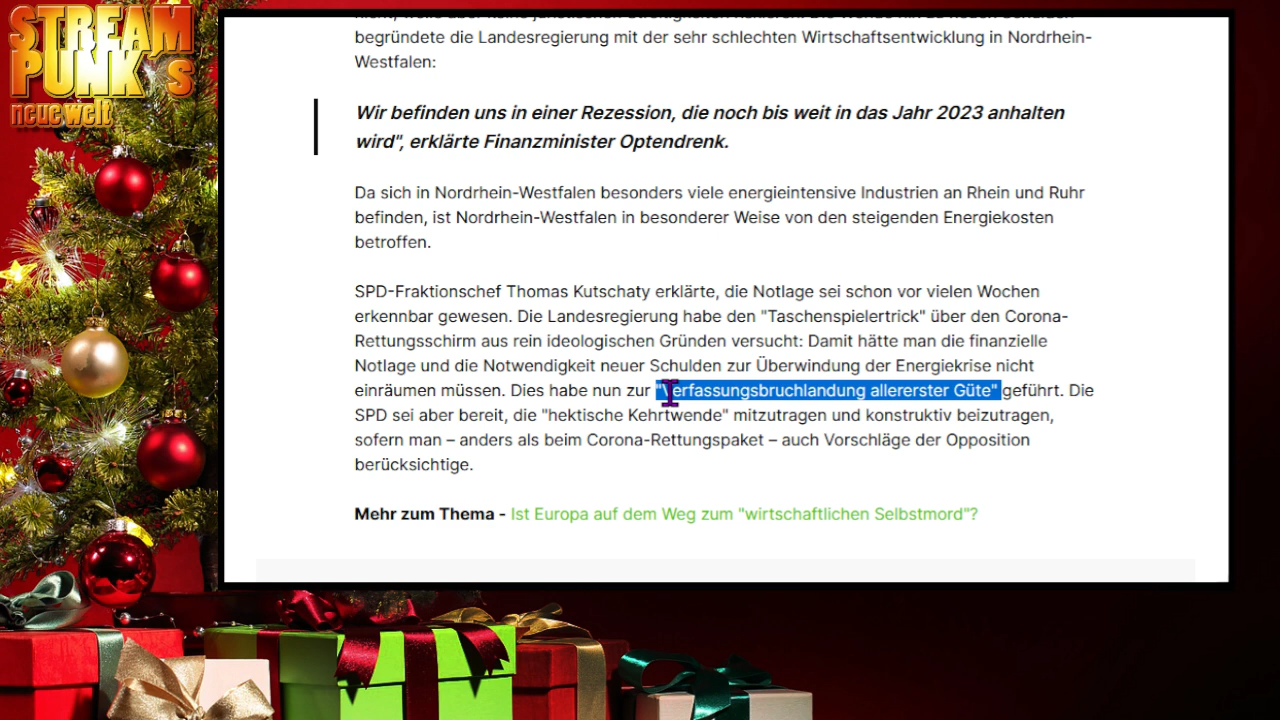 STREAM
PUNK's
neue welt
begründete die Landesregierung mit der sehr schlechten Wirtschaftsentwicklung in Nordrhein-
Westfalen:
Wir befinden uns in einer Rezession, die noch bis weit in das Jahr 2023 anhalten
wird", erklärte Finanzminister Optendrenk.
Da sich in Nordrhein-Westfalen besonders viele energieintensive Industrien an Rhein und Ruhr
befinden, ist Nordrhein-Westfalen in besonderer Weise von den steigenden Energiekosten
betroffen.
SPD-Fraktionschef Thomas Kutschaty erklärte, die Notlage sei schon vor vielen Wochen
erkennbar gewesen. Die Landesregierung habe den "Taschenspielertrick" über den Corona-
Rettungsschirm aus rein ideologischen Gründen versucht: Damit hätte man die finanzielle
Notlage und die Notwendigkeit neuer Schulden zur Überwindung der Energiekrise nicht
einräumen müssen. Dies habe nun zur "Verfassungsbruchlandung allererster Güte" geführt. Die
SPD sei aber bereit, die "hektische Kehrtwende" mitzutragen und konstruktiv beizutragen,
sofern man – anders als beim Corona-Rettungspaket – auch Vorschläge der Opposition
berücksichtige.
Mehr zum Thema - Ist Europa auf dem Weg zum "wirtschaftlichen Selbstmord"?